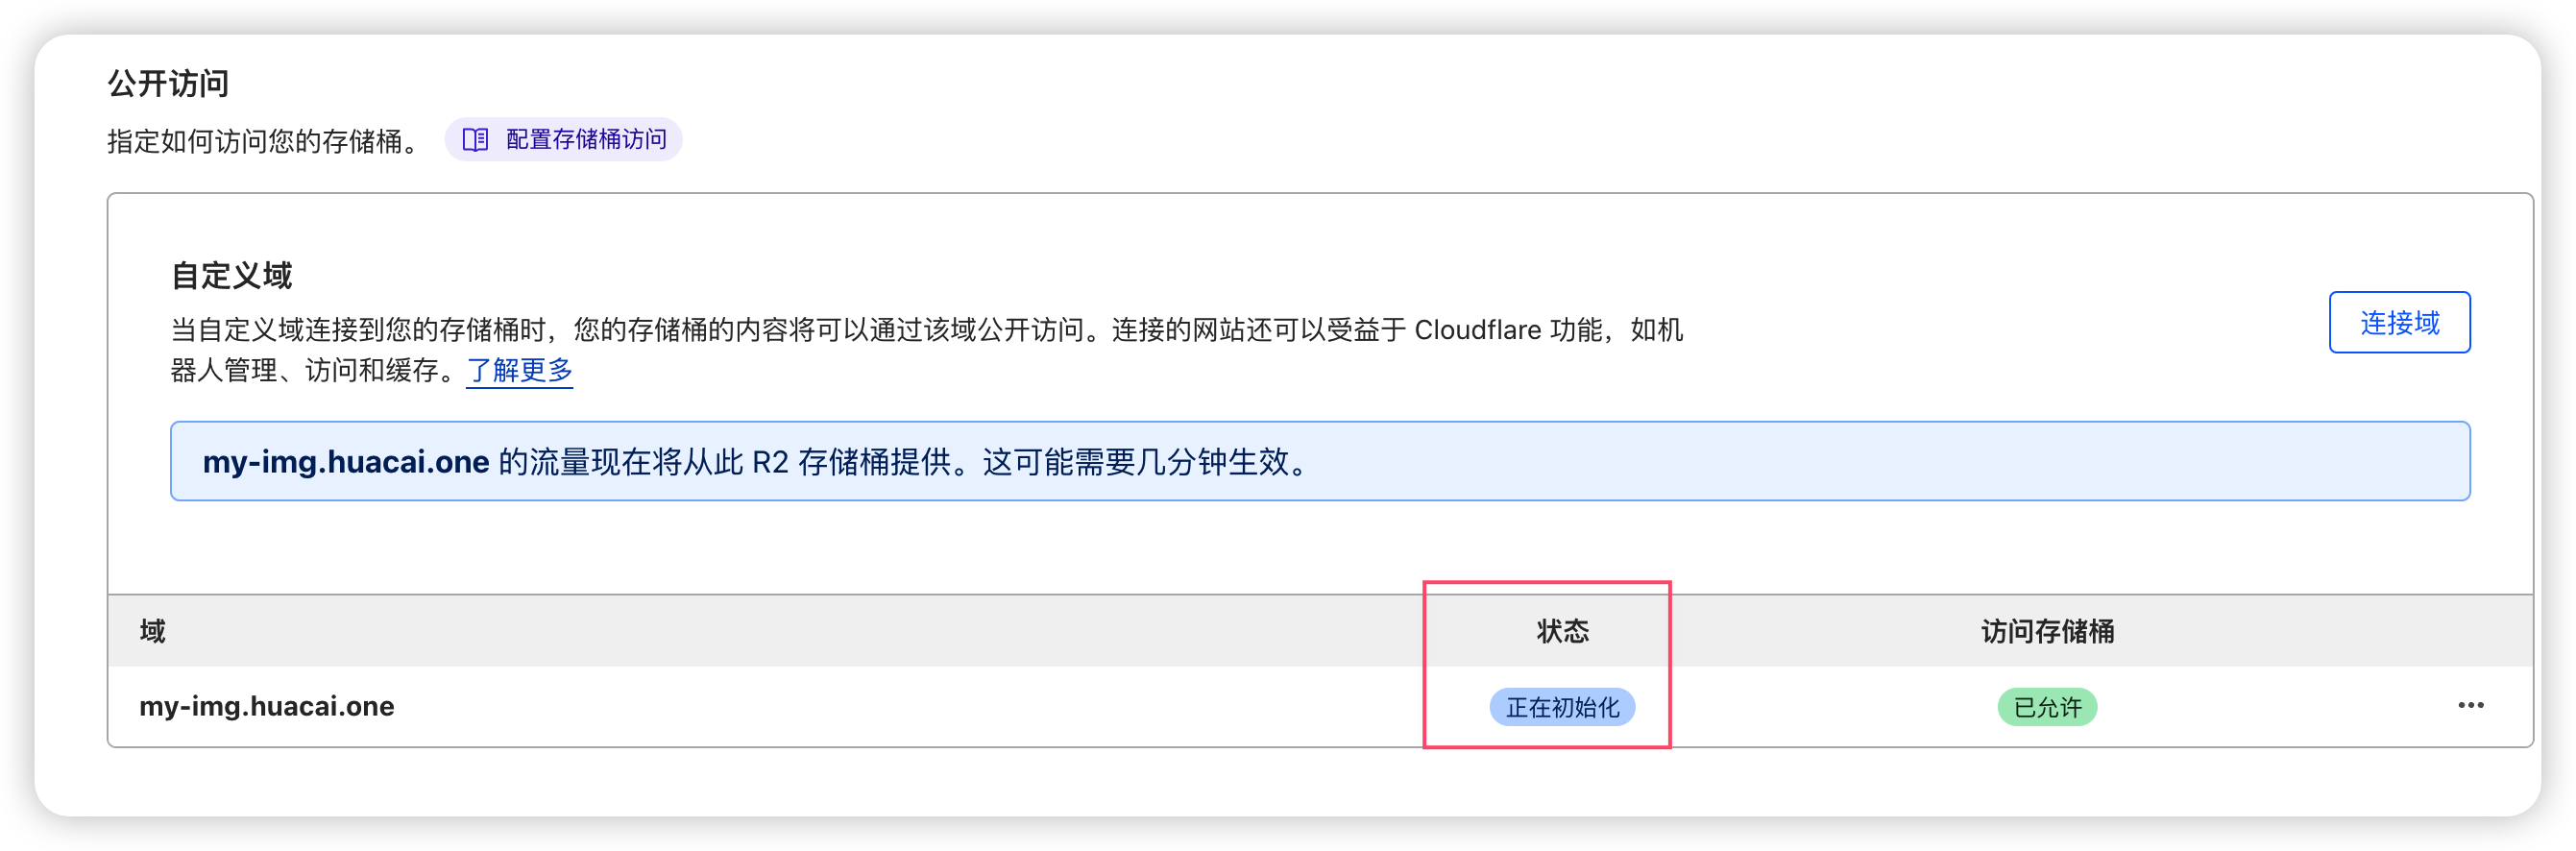 公开访问
指定如何访问您的存储桶。 配置存储桶访问
自定义域
当自定义域连接到您的存储桶时，您的存储桶的内容将可以通过该域公开访问。连接的网站还可以受益于 Cloudflare 功能，如机
器人管理、访问和缓存。了解更多
连接域
my-img.huacai.one 的流量现在将从此 R2 存储桶提供。这可能需要几分钟生效。
域 状态 访问存储桶
my-img.huacai.one 正在初始化 已允许